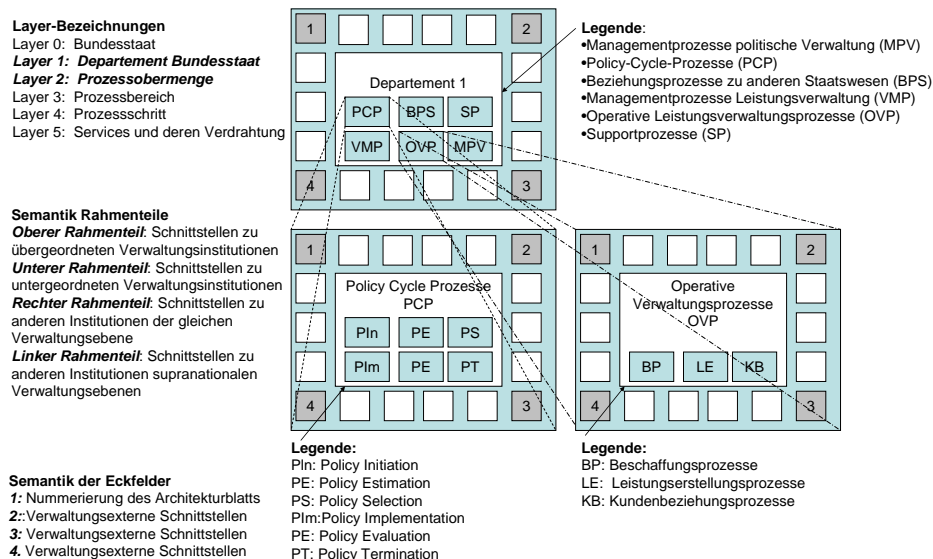 Layer-Bezeichnungen
Layer 0: Bundesstaat
Layer 1: Departement Bundesstaat
Layer 2: Prozessobermenge
Layer 3: Prozessbereich
Layer 4: Prozessschritt
Layer 5: Services und deren Verdrahtung
1
2
Departement 1
PCP BPS SP
VMP OVP MPV
4
3
Legende:
•Managementprozesse politische Verwaltung (MPV)
•Policy-Cycle-Prozesse (PCP)
•Beziehungsprozesse zu anderen Staatswesen (BPS)
•Managementprozesse Leistungsverwaltung (VMP)
•Operative Leistungsverwaltungsprozesse (OVP)
•Supportprozesse (SP)
Semantik Rahmenteile
Oberer Rahmenteil: Schnittstellen zu
übergeordneten Verwaltungsinstitutionen
Unterer Rahmenteil: Schnittstellen zu
untergeordneten Verwaltungsinstitutionen
Rechter Rahmenteil: Schnittstellen zu
anderen Institutionen der gleichen
Verwaltungsebene
Linker Rahmenteil: Schnittstellen zu
anderen Institutionen supranationalen
Verwaltungsebenen
1
2
Policy Cycle Prozesse
PCP
PIn PE PS
PIm PE PT
4
3
1
2
Operative
Verwaltungsprozesse
OVP
BP LE KB
4
3
Semantik der Eckfelder
1: Nummerierung des Architekturblatts
2::Verwaltungsexterne Schnittstellen
3: Verwaltungsexterne Schnittstellen
4. Verwaltungsexterne Schnittstellen
Legende:
PIn: Policy Initiation
PE: Policy Estimation
PS: Policy Selection
PIm:Policy Implementation
PE: Policy Evaluation
PT: Policy Termination
Legende:
BP: Beschaffungsprozesse
LE: Leistungserstellungsprozesse
KB: Kundenbeziehungsprozesse